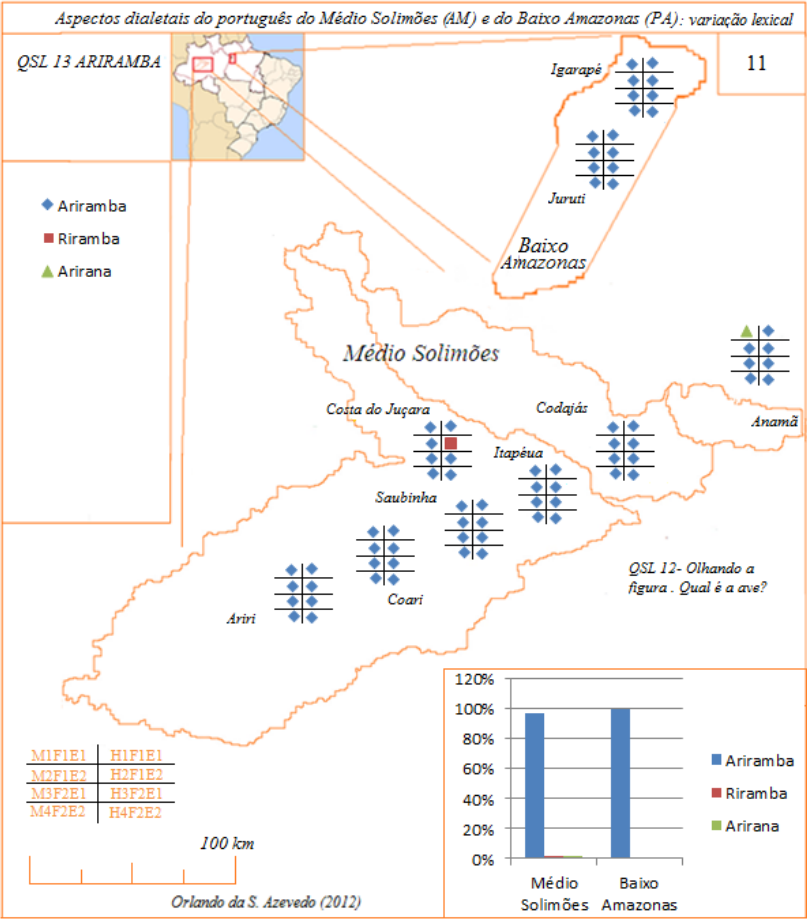 Aspectos dialetais do português do Médio Solimões (AM) e do Baixo Amazonas (PA): variação lexical
QSL 13 ARIRAMBA
11
Igarapé
Juruti
Baixo
Amazonas
Ariramba
Riramba
Arirana
Médio Solimões
Costa do Juçara
Codajás
Anamã
Itapéua
Saubinha
Coari
Ariri
QSL 12- Olhando a
figura . Qual é a ave?
M1F1E1 H1F1E1
M2F1E2 H2F1E2
M3F2E1 H3F2E1
M4F2E2 H4F2E2
100 km
Orlando da S. Azevedo (2012)
120%
100%
80%
60%
40%
20%
0%
Médio
Solimões
Baixo
Amazonas
Ariramba
Riramba
Arirana